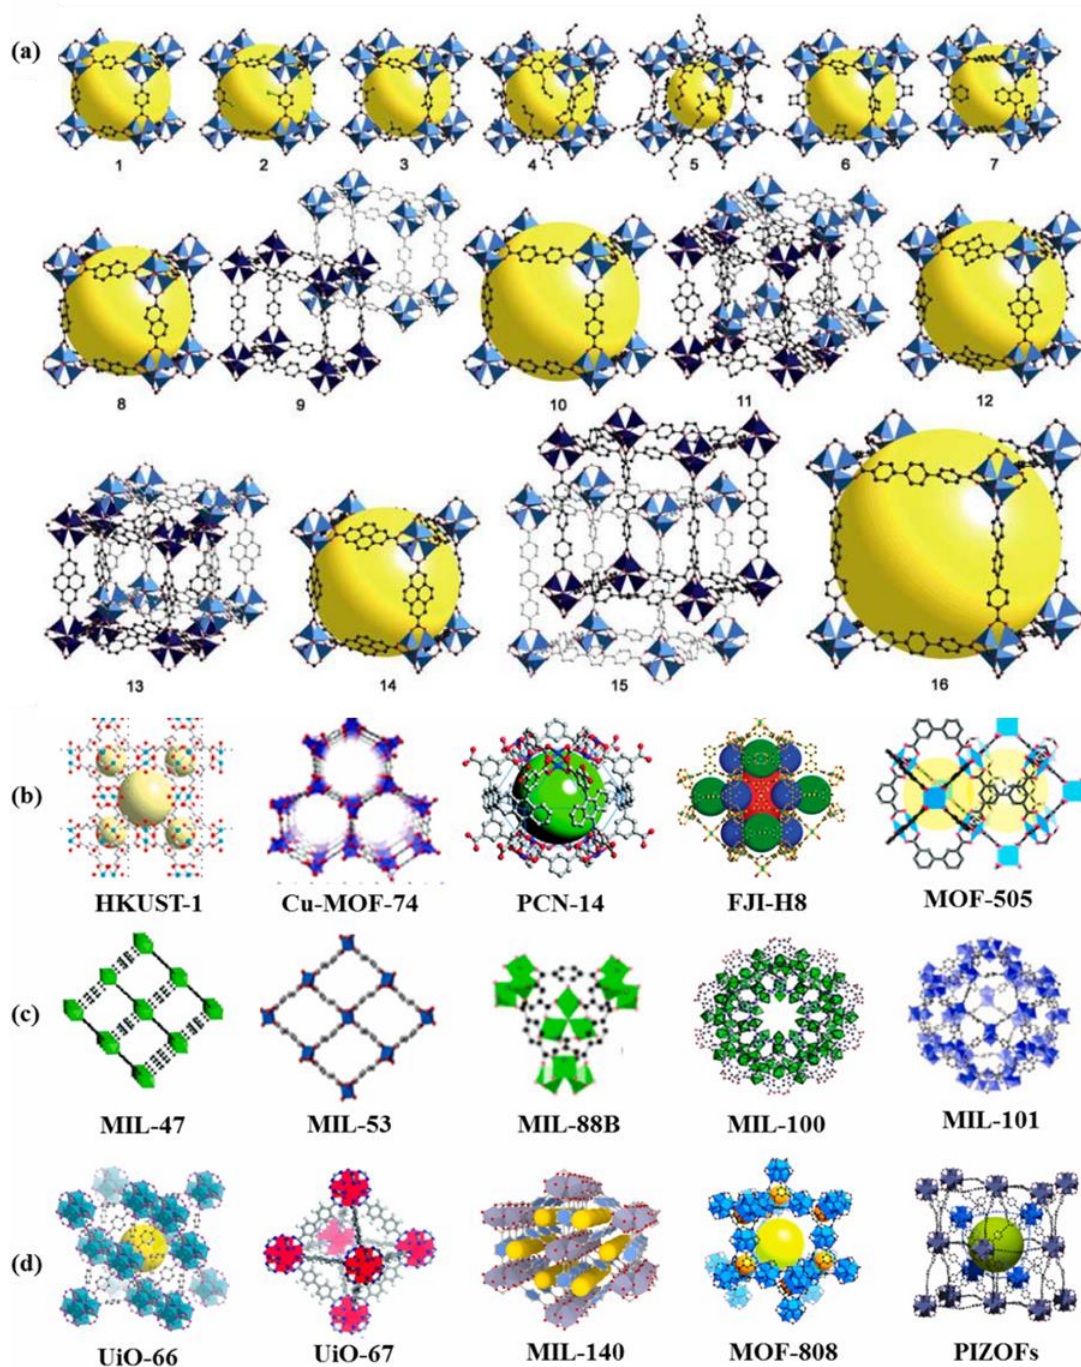 (a)
1 2 3 4 5 6 7
8 9 10 11 12
13 14 15 16
(b)
HKUST-1 Cu-MOF-74 PCN-14 FJI-H8 MOF-505
(c)
MIL-47 MIL-53 MIL-88B MIL-100 MIL-101
(d)
UiO-66 UiO-67 MIL-140 MOF-808 PIZOFs